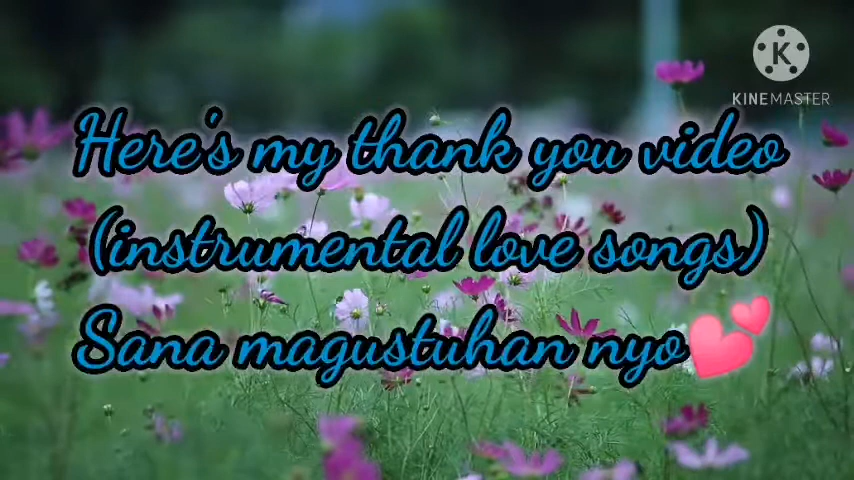 KINEMASTER
Here's my thank you video
(instrumental love songs)
Sana magustuhan nyo